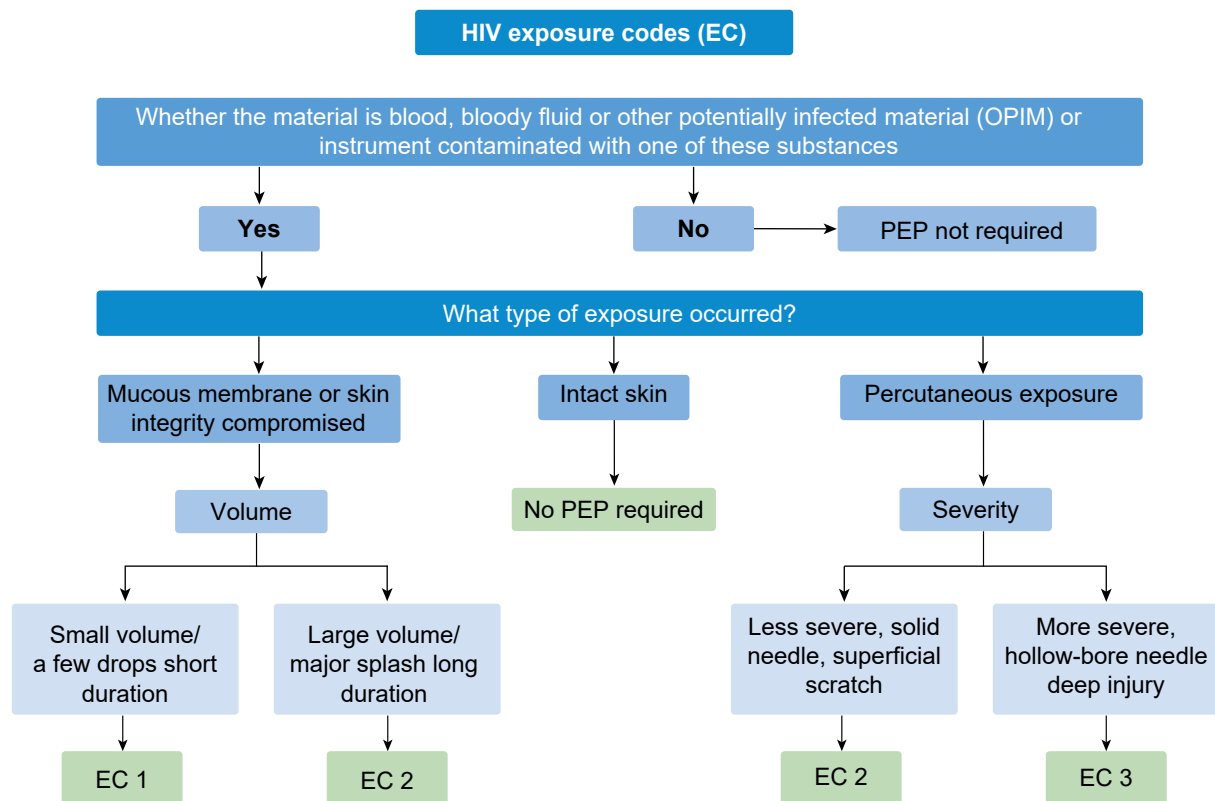 HIV exposure codes (EC)
Whether the material is blood, bloody fluid or other potentially infected material (OPIM) or
instrument contaminated with one of these substances
Yes
No
PEP not required
What type of exposure occurred?
Mucous membrane or skin
integrity compromised
Intact skin
Percutaneous exposure
Volume
No PEP required
Severity
Small volume/
a few drops short
duration
Large volume/
major splash long
duration
Less severe, solid
needle, superficial
scratch
More severe,
hollow-bore needle
deep injury
EC 1
EC 2
EC 2
EC 3